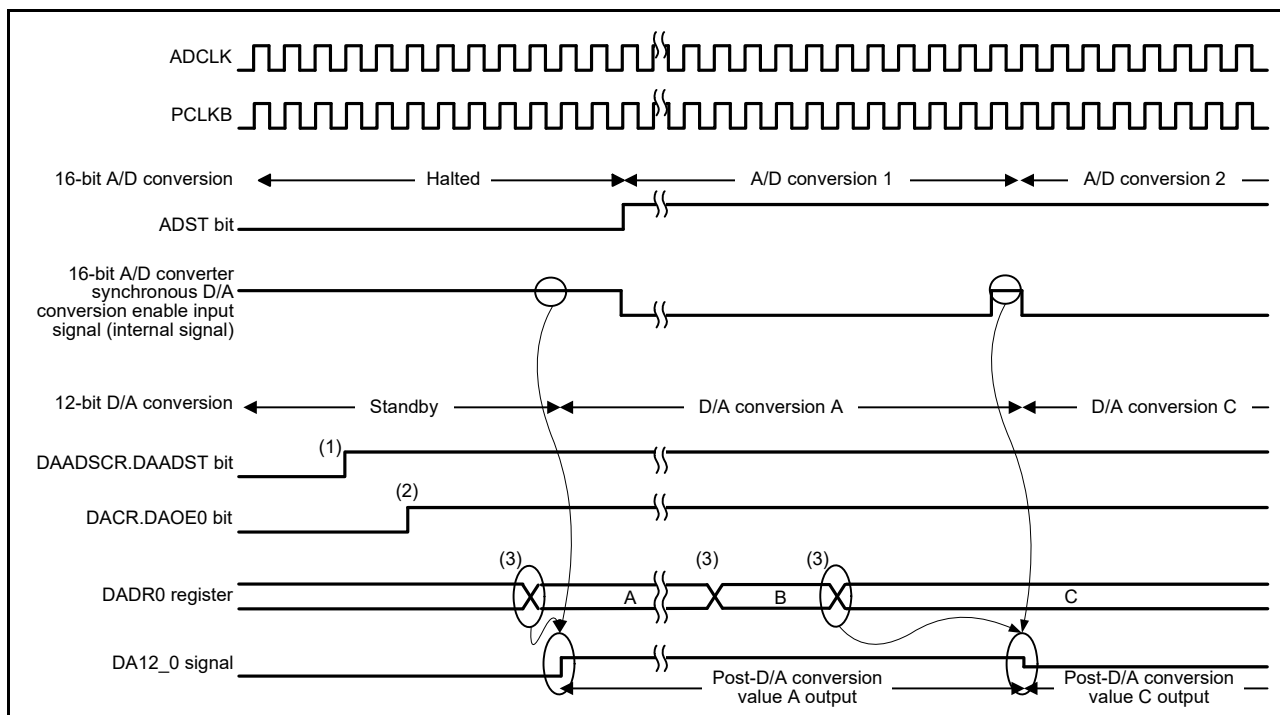 ADCLK
PCLKB
16-bit A/D conversion
Halted
A/D conversion 1
A/D conversion 2
ADST bit
16-bit A/D converter
synchronous D/A
conversion enable input
signal (internal signal)
12-bit D/A conversion
Standby
D/A conversion A
D/A conversion C
(1)
DAADSCR.DAADST bit
(2)
DACR.DAOE0 bit
(3)
(3)
(3)
DADR0 register
A
B
C
DA12_0 signal
Post-D/A conversion
value A output
Post-D/A conversion
value C output